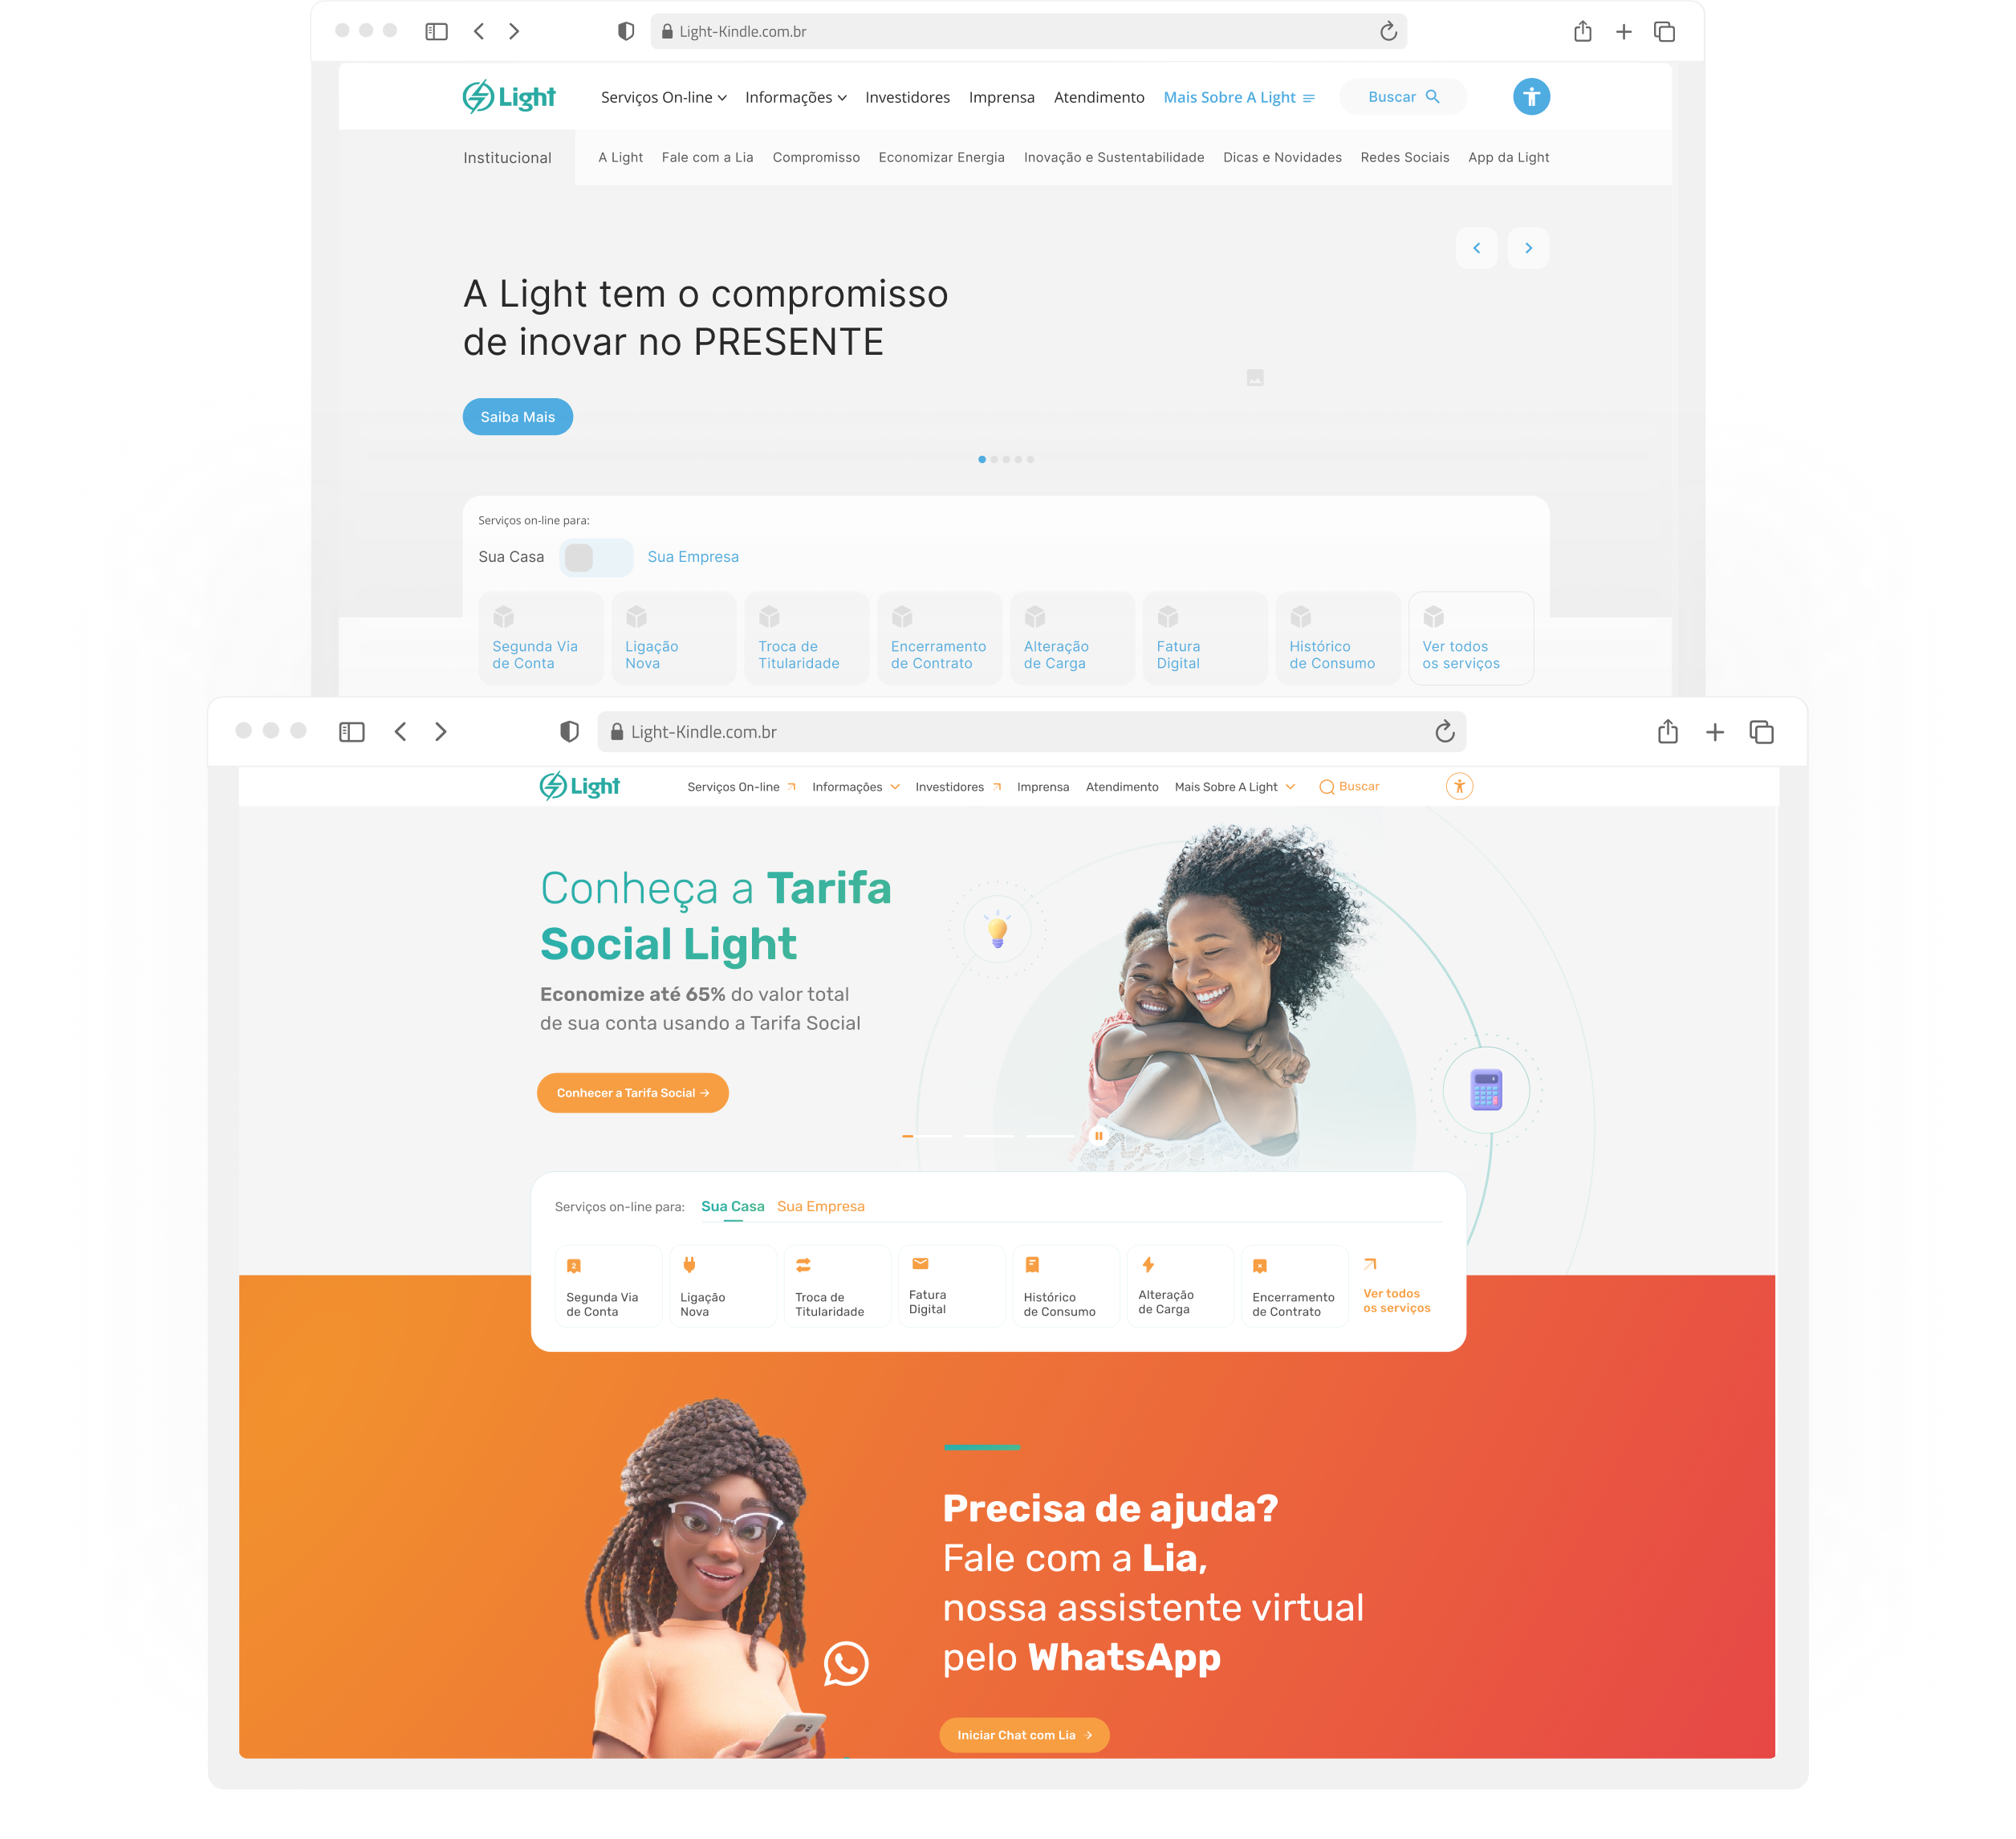 Light-Kindle.com.br
Light
Serviços On-line
Informações
Investidores
Imprensa
Atendimento
Mais Sobre A Light
Buscar
Institucional
A Light
Fale com a Lia
Compromisso
Economizar Energia
Inovação e Sustentabilidade
Dicas e Novidades
Redes Sociais
App da Light
A Light tem o compromisso
de inovar no PRESENTE
Saiba Mais
Serviços on-line para:
Sua Casa
Sua Empresa
Segunda Via
de Conta
Ligação
Nova
Troca de
Titularidade
Encerramento
de Contrato
Alteração
de Carga
Fatura
Digital
Histórico
de Consumo
Ver todos
os serviços
Light-Kindle.com.br
Light
Serviços On-line
Informações
Investidores
Imprensa
Atendimento
Mais Sobre A Light
Buscar
Conheça a Tarifa
Social Light
Economize até 65% do valor total
de sua conta usando a Tarifa Social
Conhecer a Tarifa Social →
Serviços on-line para:
Sua Casa
Sua Empresa
2
Segunda Via
de Conta
Ligação
Nova
Troca de
Titularidade
Fatura
Digital
Histórico
de Consumo
Alteração
de Carga
Encerramento
de Contrato
Ver todos
os serviços
Precisa de ajuda?
Fale com a Lia,
nossa assistente virtual
pelo WhatsApp
Iniciar Chat com Lia →